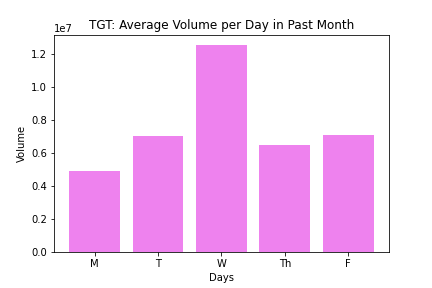 TGT: Average Volume per Day in Past Month
1e7
1.2
1.0
0.8
0.6
0.4
0.2
0.0
Volume
M T W Th F
Days